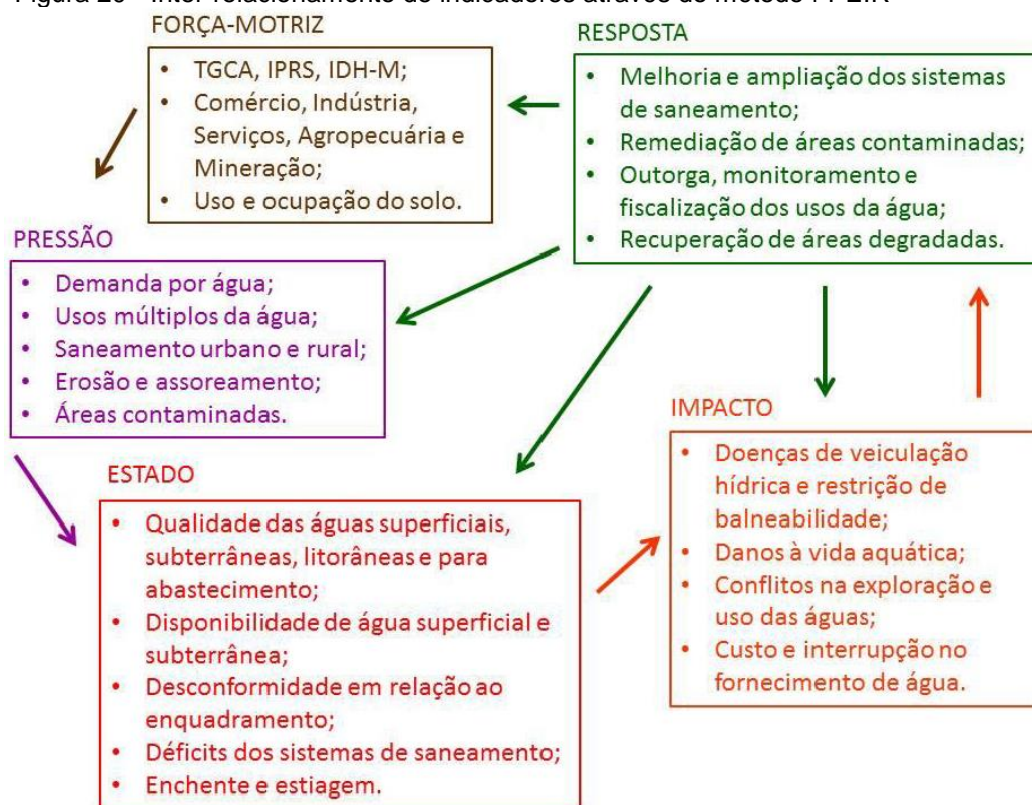 FORÇA-MOTRIZ
• TGCA, IPRS, IDH-M;
• Comércio, Indústria,
Serviços, Agropecuária e
Mineração;
• Uso e ocupação do solo.
RESPOSTA
• Melhoria e ampliação dos sistemas
de saneamento;
• Remediação de áreas contaminadas;
• Outorga, monitoramento e
fiscalização dos usos da água;
• Recuperação de áreas degradadas.
PRESSÃO
• Demanda por água;
• Usos múltiplos da água;
• Saneamento urbano e rural;
• Erosão e assoreamento;
• Áreas contaminadas.
IMPACTO
• Doenças de veiculação
hídrica e restrição de
balneabilidade;
• Danos à vida aquática;
• Conflitos na exploração e
uso das águas;
• Custo e interrupção no
fornecimento de água.
ESTADO
• Qualidade das águas superficiais,
subterrâneas, litorâneas e para
abastecimento;
• Disponibilidade de água superficial e
subterrânea;
• Desconformidade em relação ao
enquadramento;
• Déficits dos sistemas de saneamento;
• Enchente e estiagem.